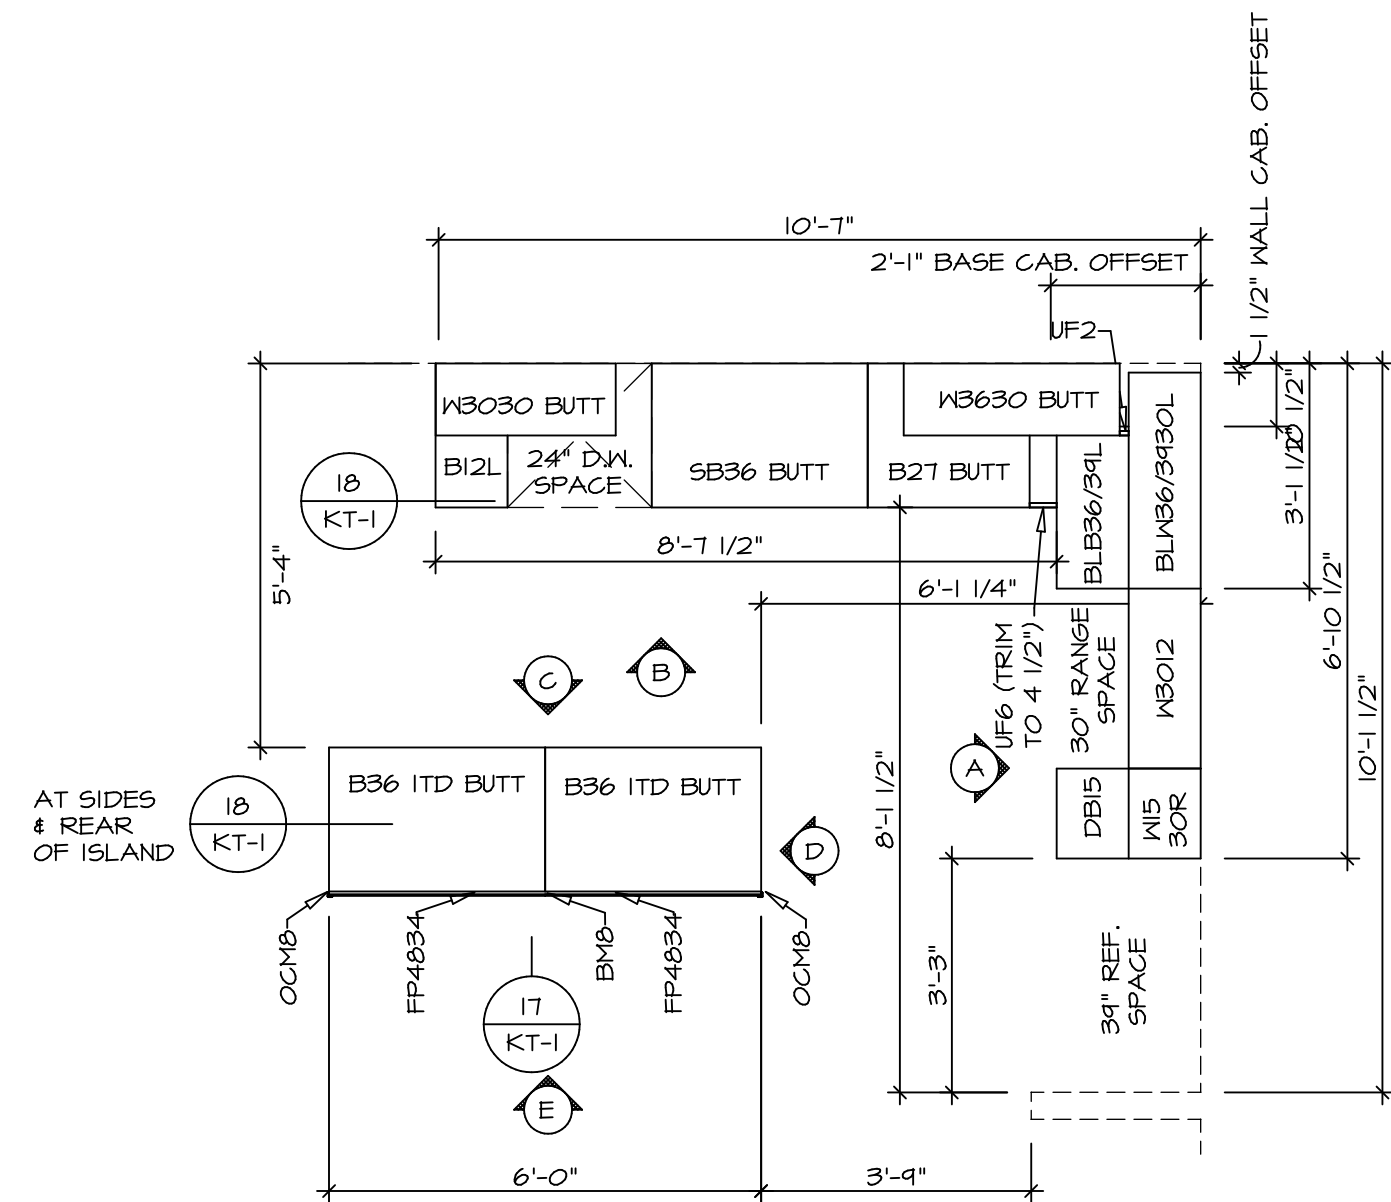 1 1/2" WALL CAB. OFFSET
10'-7"
2'-1" BASE CAB. OFFSET
UF2
W3030 BUTT
W3630 BUTT
B12L
24" D.W.
SPACE
SB36 BUTT
B27 BUTT
BLB36/39L
BLW36/3930L
10 1/2"
3'-1 1/2"
18
KT-1
8'-7 1/2"
6'-1 1/4"
5'-4"
6'-10 1/2"
10'-1 1/2"
UF6 (TRIM
TO 4 1/2")
30" RANGE
SPACE
W3012
C
B
A
B36 1TD BUTT
B36 1TD BUTT
DB15
W15
30R
AT SIDES
& REAR
OF ISLAND
18
KT-1
8'-1 1/2"
D
OCM8
FP4834
BM8
FP4834
OCM8
3'-3"
39" REF.
SPACE
17
KT-1
E
6'-0"
3'-9"